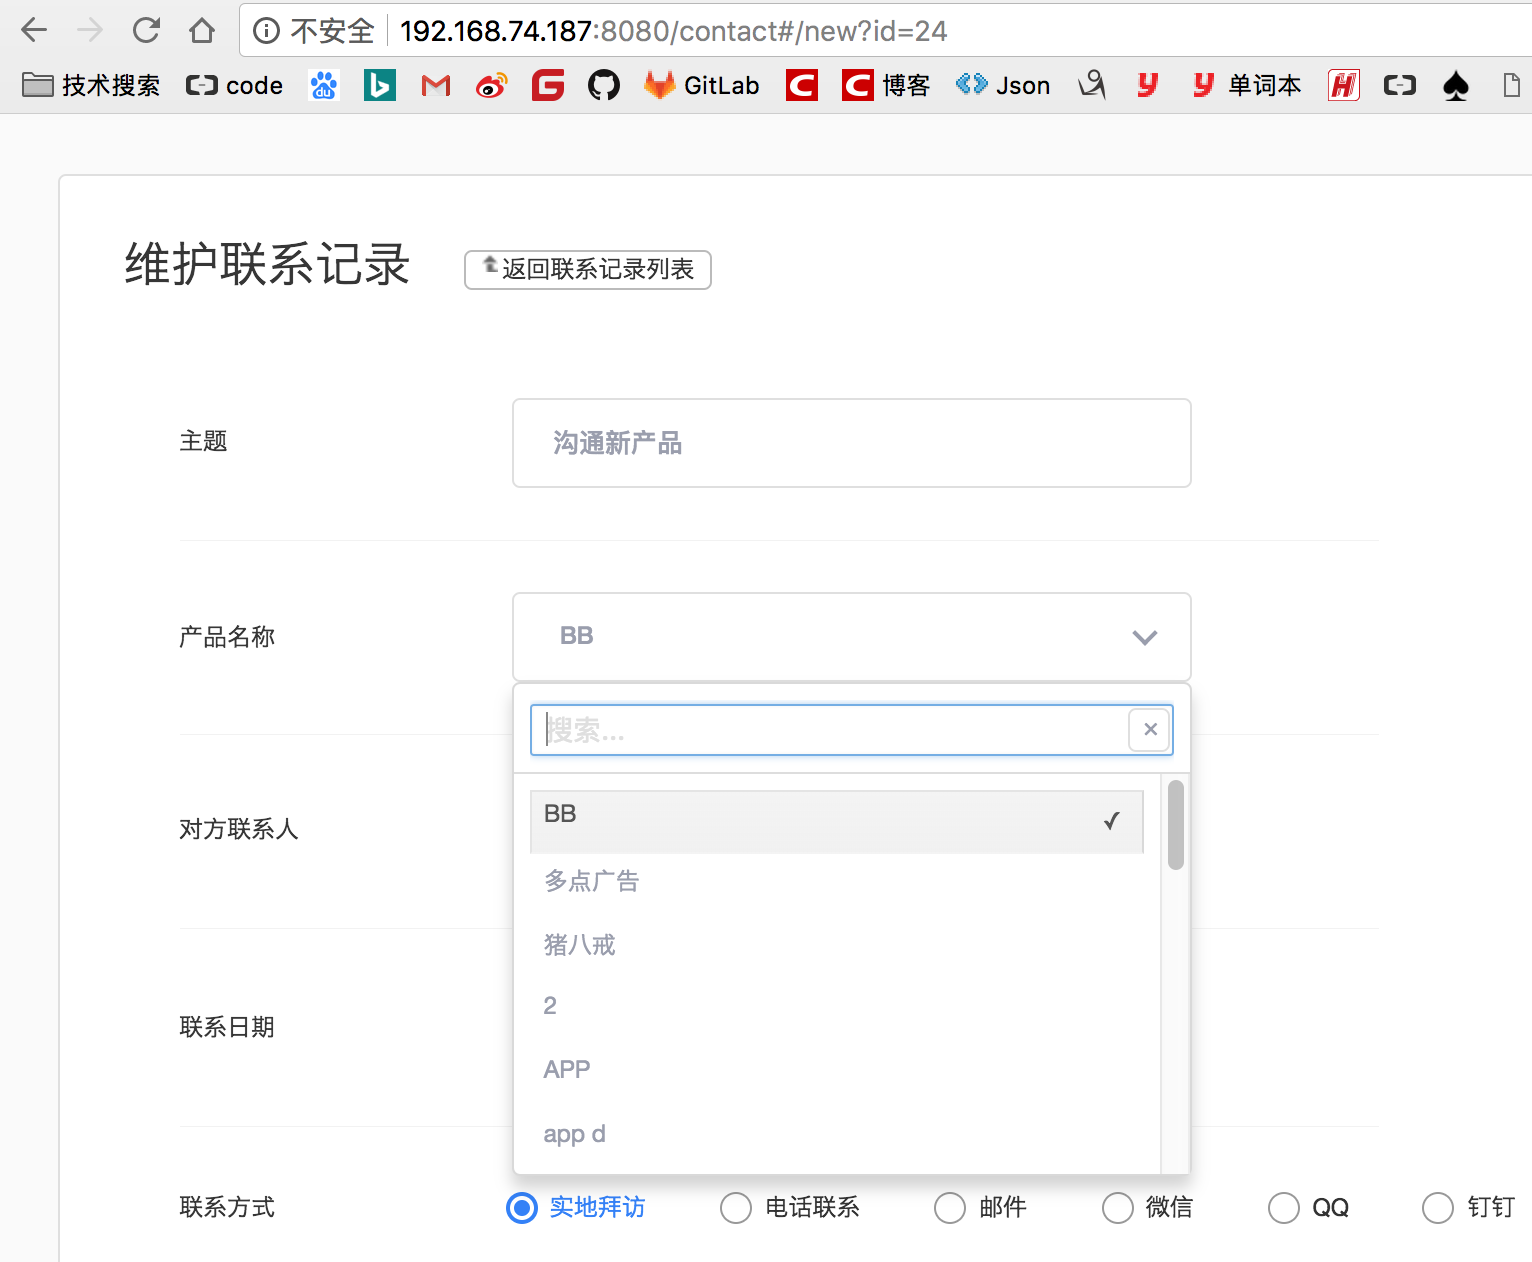 不安全 192.168.74.187:8080/contact#/new?id=24
技术搜索 code du GitLab 博客 Json 单词本
维护联系记录 返回联系记录列表
主题 沟通新产品
产品名称 BB
搜索...
BB
对方联系人
多点广告
猪八戒
2
联系日期
APP
app d
联系方式 实地拜访 电话联系 邮件 微信 QQ 钉钉